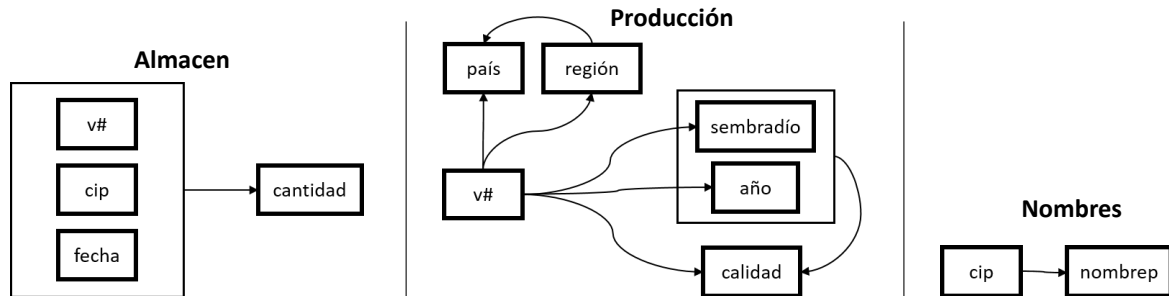 Almacen
v#
cip
fecha
cantidad
Producción
país
región
sembradío
v#
año
calidad
Nombres
cip
nombrep